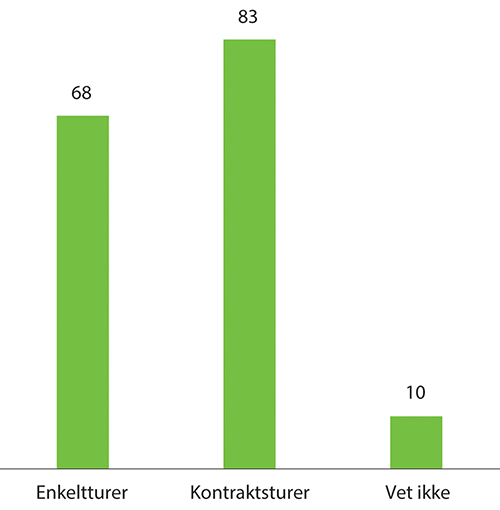 83
68
10
Enkeltturer
Kontraktsturer
Vet ikke